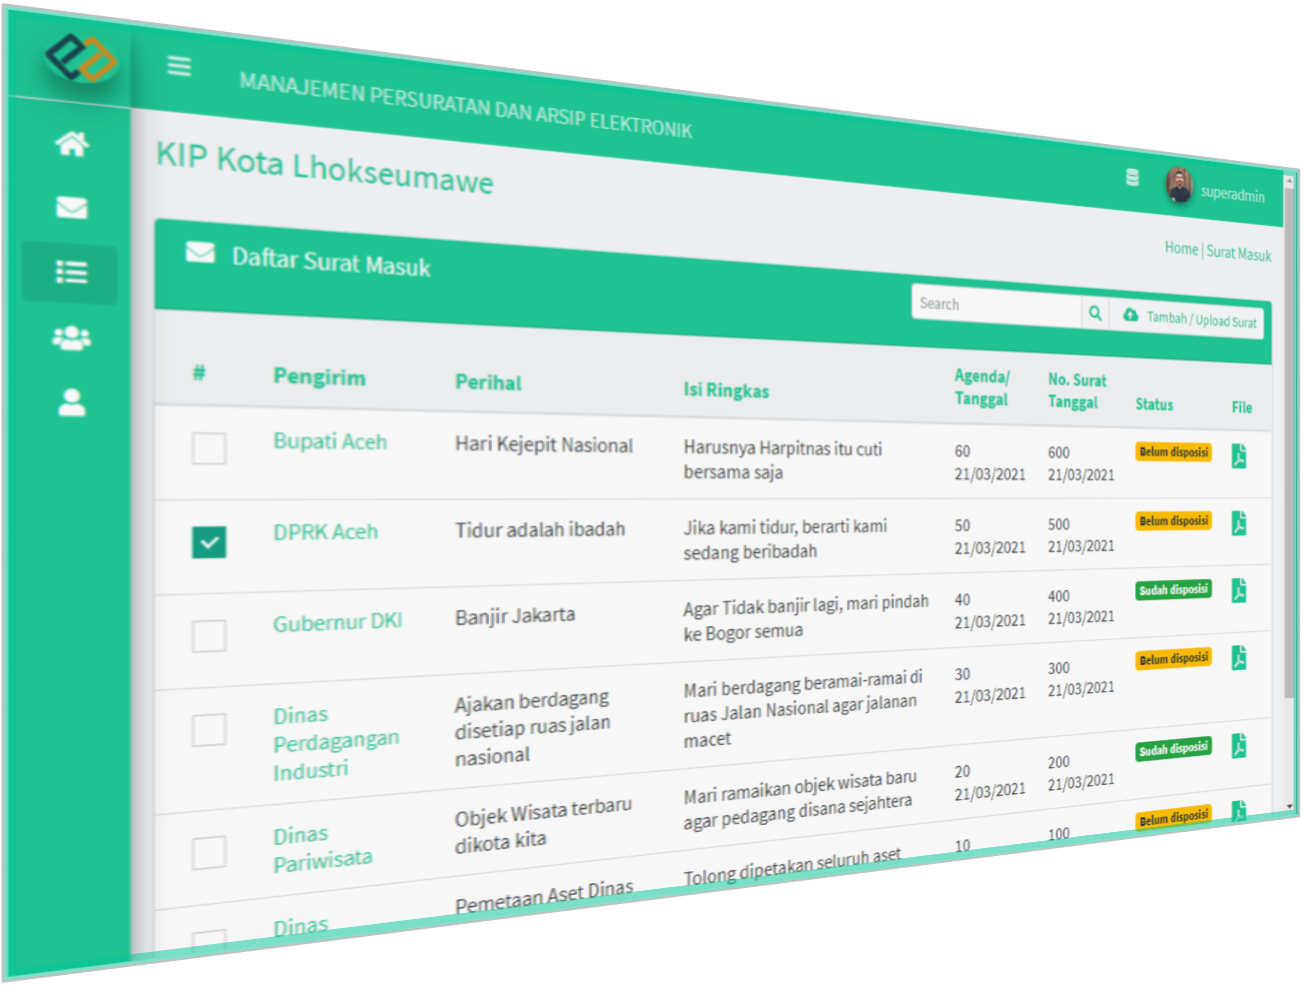 MANAJEMEN PERSURATAN DAN ARSIP ELEKTRONIK
superadmin
KIP Kota Lhokseumawe
Home | Surat Masuk
Daftar Surat Masuk
Search
Tambah / Upload Surat
# Pengirim Perihal Isi Ringkas Agenda/ No. Surat Status File
Tanggal Tanggal
Bupati Aceh Hari Kejepit Nasional Harusnya Harpitnas itu cuti 60 600 Belum disposisi
bersama saja 21/03/2021 21/03/2021
DPRK Aceh Tidur adalah ibadah Jika kami tidur, berarti kami 50 500 Belum disposisi
sedang beribadah 21/03/2021 21/03/2021
Gubernur DKI Banjir Jakarta Agar Tidak banjir lagi, mari pindah 40 400 Sudah disposisi
ke Bogor semua 21/03/2021 21/03/2021
Dinas Ajakan berdagang Mari berdagang beramai-ramai di 30 300 Belum disposisi
Perdagangan disetiap ruas jalan ruas Jalan Nasional agar jalanan 21/03/2021 21/03/2021
Industri nasional macet
Dinas Objek Wisata terbaru Mari ramaikan objek wisata baru 20 200 Sudah disposisi
Pariwisata dikota kita agar pedagang disana sejahtera 21/03/2021 21/03/2021
Dinas Pemetaan Aset Dinas Tolong dipetakan seluruh aset 10 100 Belum disposisi